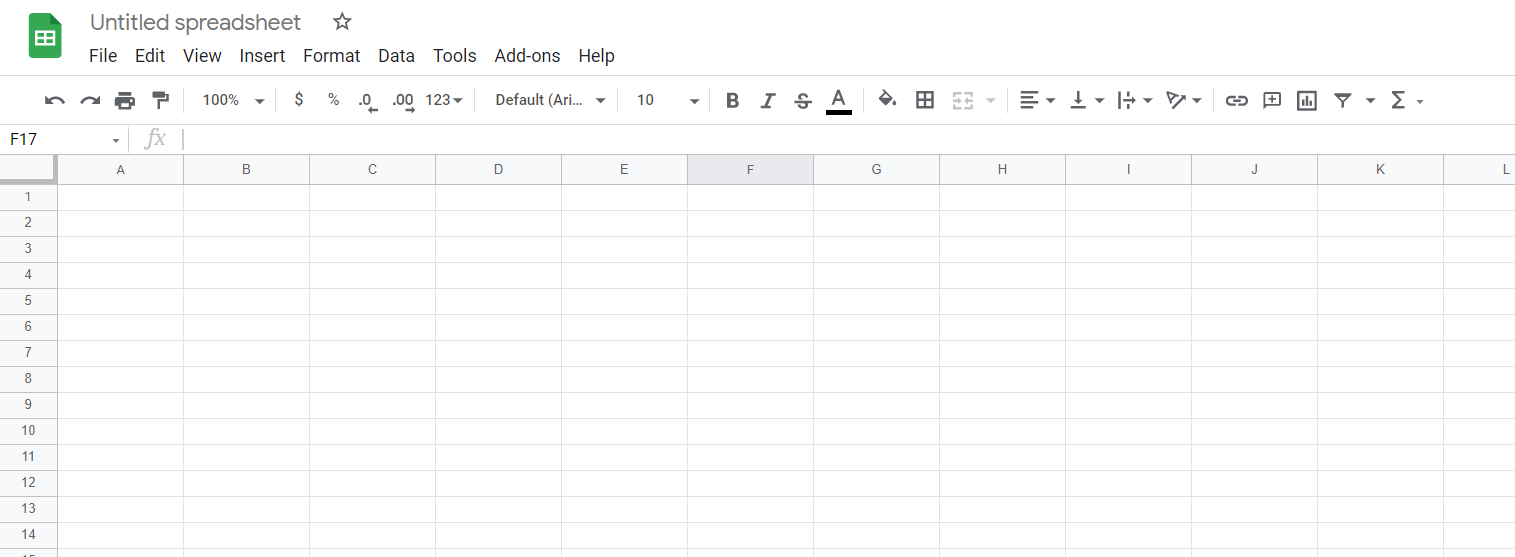 Untitled spreadsheet
File Edit View Insert Format Data Tools Add-ons Help
100% $ % .0 .00 123 Default (Ari... 10 B I S A
F17 fx
A B C D E F G H I J K L
1
2
3
4
5
6
7
8
9
10
11
12
13
14